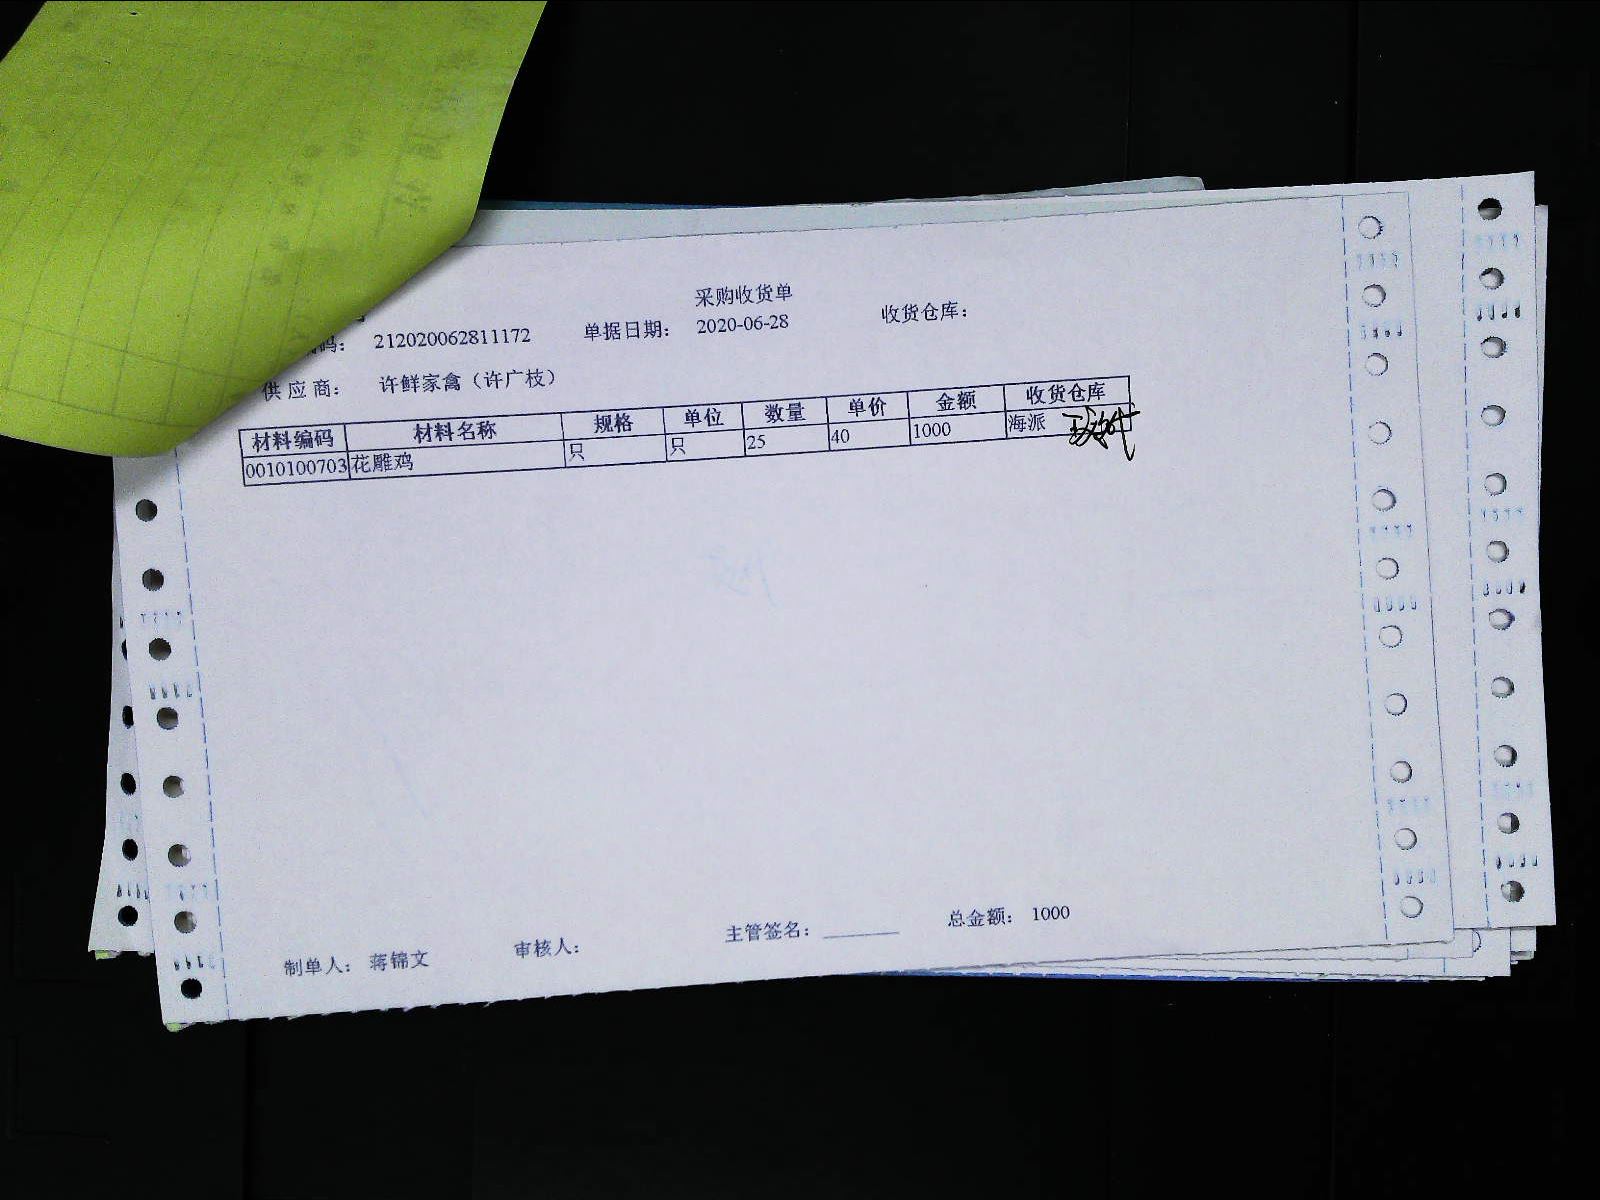 采购收货单
码： 212020062811172 单据日期： 2020-06-28 收货仓库：
供应商： 许鲜家禽（许广枝）
材料编码 材料名称 规格 单位 数量 单价 金额 收货仓库
0010100703 花雕鸡 只 只 25 40 1000 海派
制单人： 蒋锦文 审核人： 主管签名： ________ 总金额： 1000